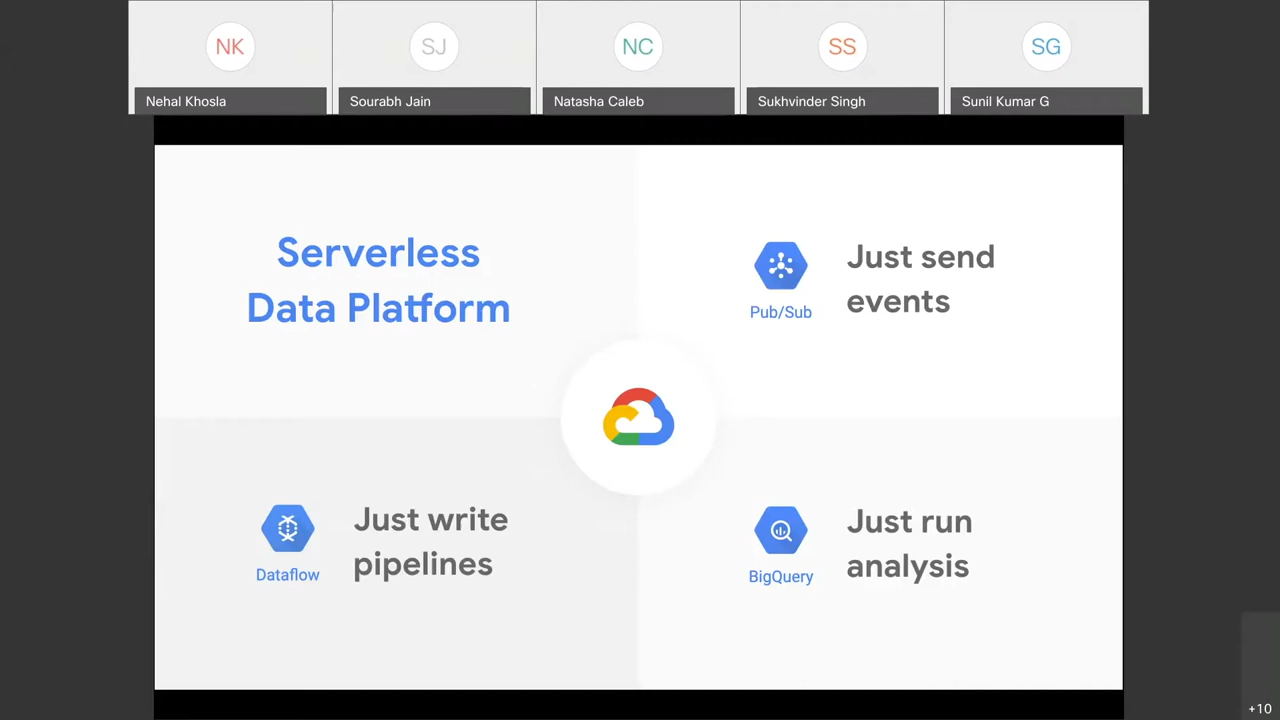 NK
SJ
NC
SS
SG
Nehal Khosla
Sourabh Jain
Natasha Caleb
Sukhvinder Singh
Sunil Kumar G
Serverless
Data Platform
Pub/Sub
Just send
events
Dataflow
Just write
pipelines
BigQuery
Just run
analysis
+10